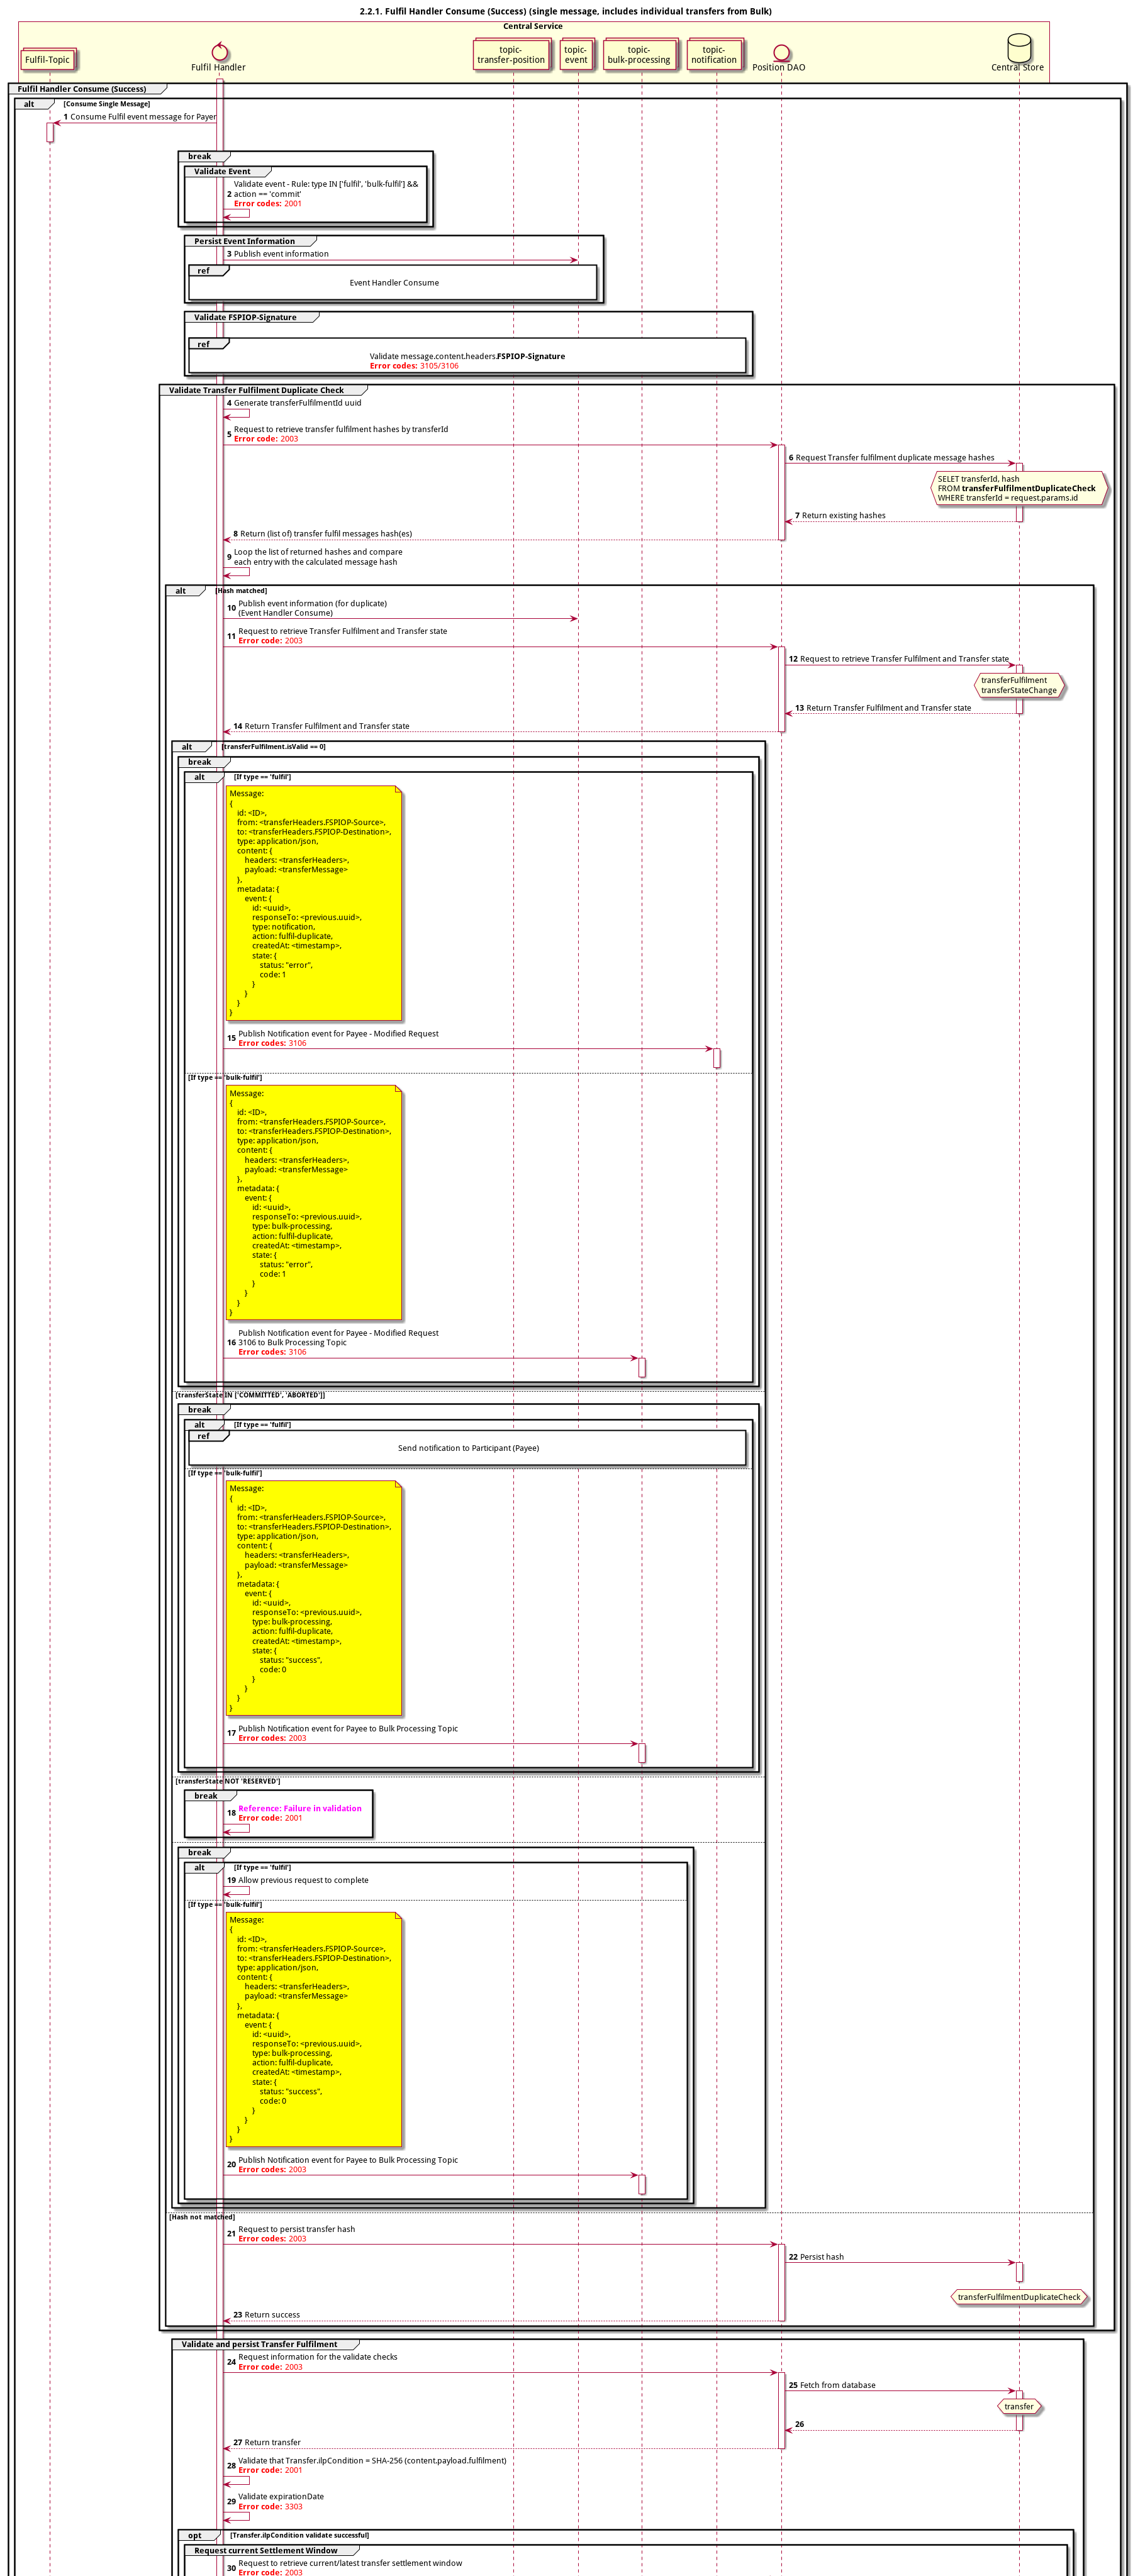 2.2.1. Fulfil Handler Consume (Success) (single message, includes individual transfers from Bulk)
Central Service
Fulfil-Topic
Fulfil Handler
topic-
transfer-position
topic-
event
topic-
bulk-processing
topic-
notification
Position DAO
Central Store
Fulfil Handler Consume (Success)
alt [Consume Single Message]
1 Consume Fulfil event message for Payer
break
Validate Event
2 Validate event - Rule: type IN ['fulfil', 'bulk-fulfil'] &&
action == 'commit'
Error codes: 2001
Persist Event Information
3 Publish event information
ref
Event Handler Consume
Validate FSPIOP-Signature
ref
Validate message.content.headers.FSPIOP-Signature
Error codes: 3105/3106
Validate Transfer Fulfilment Duplicate Check
4 Generate transferFulfilmentId uuid
5 Request to retrieve transfer fulfilment hashes by transferId
Error code: 2003
6 Request Transfer fulfilment duplicate message hashes
SELET transferId, hash
FROM transferFulfilmentDuplicateCheck
WHERE transferId = request.params.id
7 Return existing hashes
8 Return (list of) transfer fulfil messages hash(es)
9 Loop the list of returned hashes and compare
each entry with the calculated message hash
alt [Hash matched]
10 Publish event information (for duplicate)
(Event Handler Consume)
11 Request to retrieve Transfer Fulfilment and Transfer state
Error code: 2003
12 Request to retrieve Transfer Fulfilment and Transfer state
transferFulfilment
transferStateChange
13 Return Transfer Fulfilment and Transfer state
14 Return Transfer Fulfilment and Transfer state
alt [transferFulfilment.isValid == 0]
break
alt [If type == 'fulfil']
Message:
{
id: <ID>,
from: <transferHeaders.FSPIOP-Source>,
to: <transferHeaders.FSPIOP-Destination>,
type: application/json,
content: {
headers: <transferHeaders>,
payload: <transferMessage>
},
metadata: {
event: {
id: <uuid>,
responseTo: <previous.uuid>,
type: notification,
action: fulfil-duplicate,
createdAt: <timestamp>,
state: {
status: "error",
code: 1
}
}
}
}
15 Publish Notification event for Payee - Modified Request
Error codes: 3106
[If type == 'bulk-fulfil']
Message:
{
id: <ID>,
from: <transferHeaders.FSPIOP-Source>,
to: <transferHeaders.FSPIOP-Destination>,
type: application/json,
content: {
headers: <transferHeaders>,
payload: <transferMessage>
},
metadata: {
event: {
id: <uuid>,
responseTo: <previous.uuid>,
type: bulk-processing,
action: fulfil-duplicate,
createdAt: <timestamp>,
state: {
status: "error",
code: 1
}
}
}
}
16 Publish Notification event for Payee - Modified Request
3106 to Bulk Processing Topic
Error codes: 3106
[transferState IN ['COMMITTED', 'ABORTED']]
break
alt [If type == 'fulfil']
ref
Send notification to Participant (Payee)
[If type == 'bulk-fulfil']
Message:
{
id: <ID>,
from: <transferHeaders.FSPIOP-Source>,
to: <transferHeaders.FSPIOP-Destination>,
type: application/json,
content: {
headers: <transferHeaders>,
payload: <transferMessage>
},
metadata: {
event: {
id: <uuid>,
responseTo: <previous.uuid>,
type: bulk-processing,
action: fulfil-duplicate,
createdAt: <timestamp>,
state: {
status: "success",
code: 0
}
}
}
}
17 Publish Notification event for Payee to Bulk Processing Topic
Error codes: 2003
[transferState NOT 'RESERVED']
break
18 Reference: Failure in validation
Error code: 2001
break
alt [If type == 'fulfil']
19 Allow previous request to complete
[If type == 'bulk-fulfil']
Message:
{
id: <ID>,
from: <transferHeaders.FSPIOP-Source>,
to: <transferHeaders.FSPIOP-Destination>,
type: application/json,
content: {
headers: <transferHeaders>,
payload: <transferMessage>
},
metadata: {
event: {
id: <uuid>,
responseTo: <previous.uuid>,
type: bulk-processing,
action: fulfil-duplicate,
createdAt: <timestamp>,
state: {
status: "success",
code: 0
}
}
}
}
20 Publish Notification event for Payee to Bulk Processing Topic
Error codes: 2003
[Hash not matched]
21 Request to persist transfer hash
Error codes: 2003
22 Persist hash
transferFulfilmentDuplicateCheck
23 Return success
Validate and persist Transfer Fulfilment
24 Request information for the validate checks
Error code: 2003
25 Fetch from database
transfer
26
27 Return transfer
28 Validate that Transfer.ilpCondition = SHA-256 (content.payload.fulfilment)
Error code: 2001
29 Validate expirationDate
Error code: 3303
opt [Transfer.ilpCondition validate successful]
Request current Settlement Window
30 Request to retrieve current/latest transfer settlement window
Error code: 2003